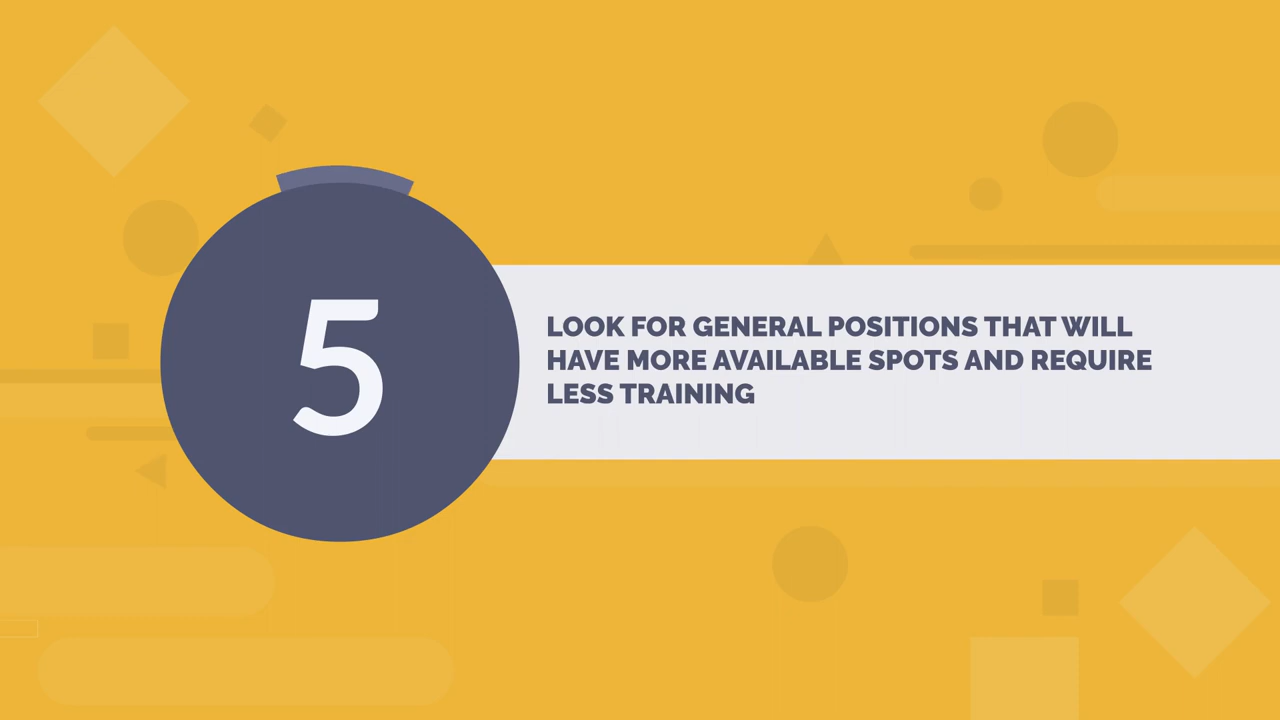 5
LOOK FOR GENERAL POSITIONS THAT WILL
HAVE MORE AVAILABLE SPOTS AND REQUIRE
LESS TRAINING